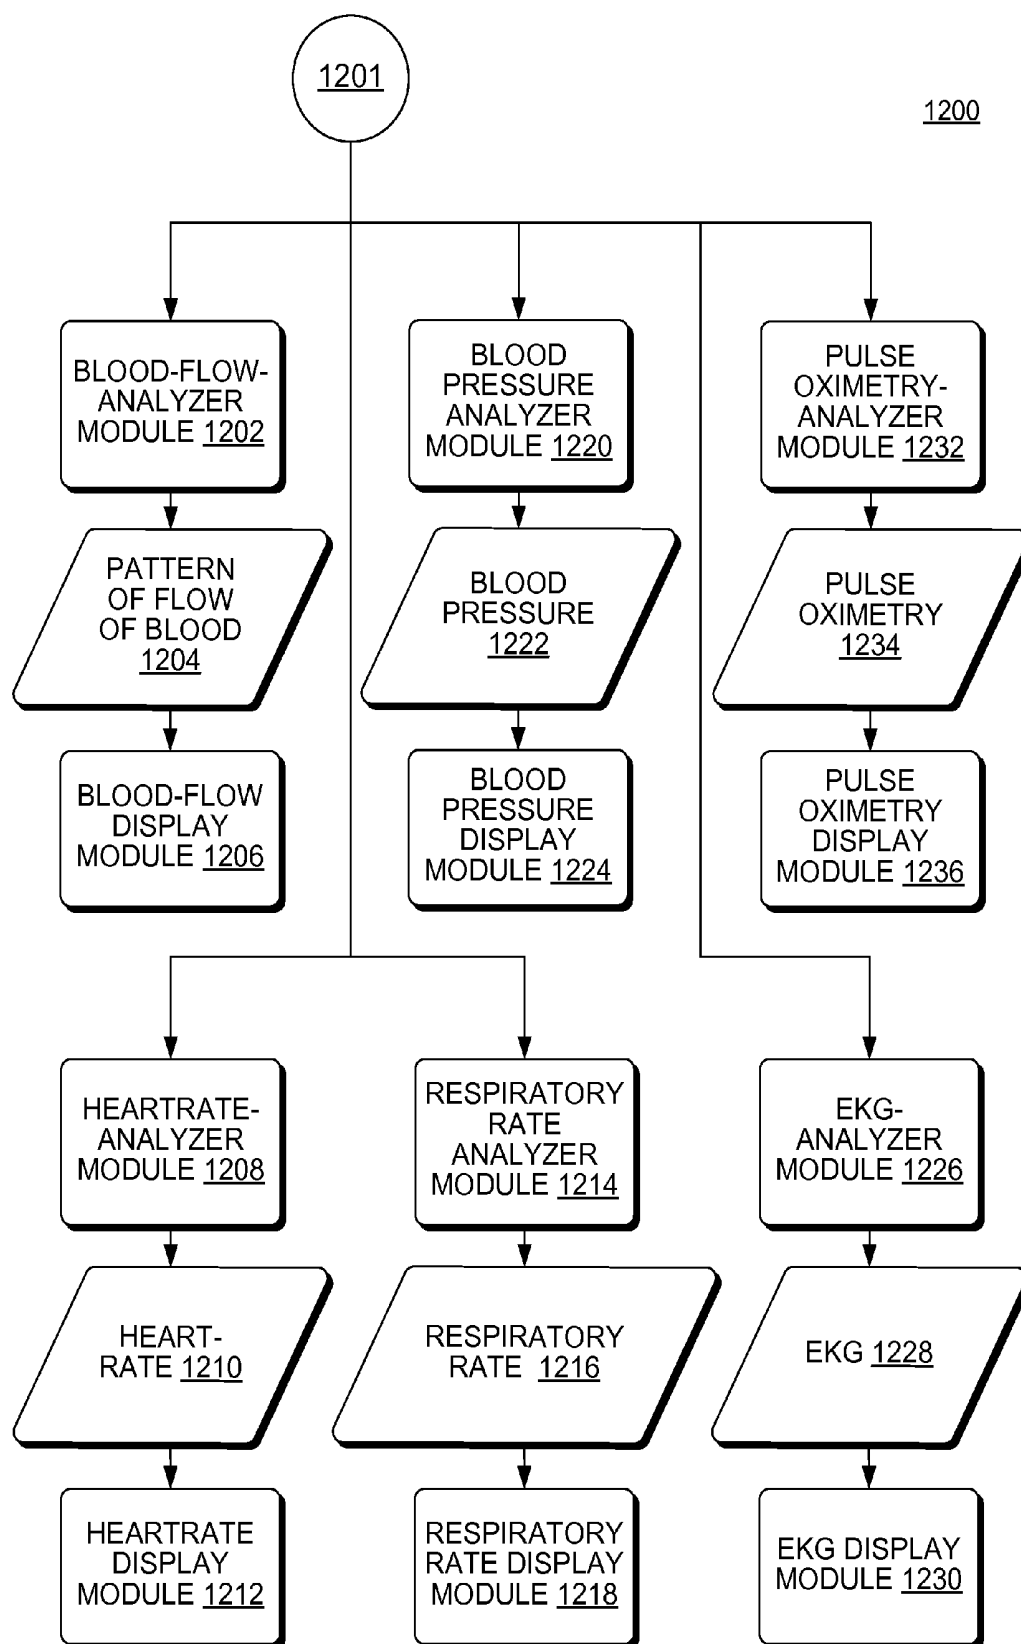 1201
1200
BLOOD-FLOW-
ANALYZER
MODULE 1202
BLOOD
PRESSURE
ANALYZER
MODULE 1220
PULSE
OXIMETRY-
ANALYZER
MODULE 1232
PATTERN
OF FLOW
OF BLOOD
1204
BLOOD
PRESSURE
1222
PULSE
OXIMETRY
1234
BLOOD-FLOW
DISPLAY
MODULE 1206
BLOOD
PRESSURE
DISPLAY
MODULE 1224
PULSE
OXIMETRY
DISPLAY
MODULE 1236
HEARTRATE-
ANALYZER
MODULE 1208
RESPIRATORY
RATE
ANALYZER
MODULE 1214
EKG-
ANALYZER
MODULE 1226
HEART-
RATE 1210
RESPIRATORY
RATE 1216
EKG 1228
HEARTRATE
DISPLAY
MODULE 1212
RESPIRATORY
RATE DISPLAY
MODULE 1218
EKG DISPLAY
MODULE 1230